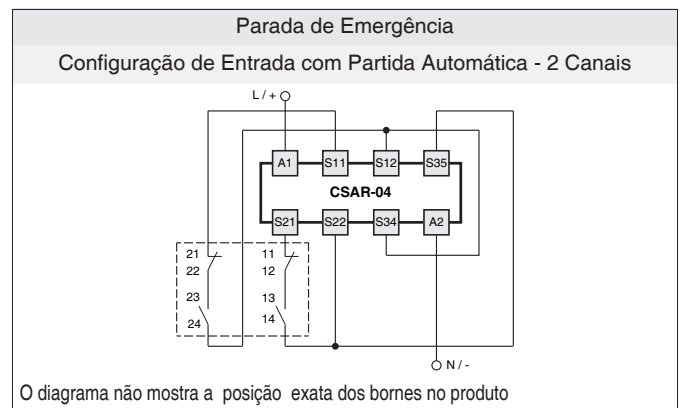 Parada de Emergência
Configuração de Entrada com Partida Automática - 2 Canais
L / +
A1 S11 S12 S35
CSAR-04
S21 S22 S34 A2
21 11
22 12
23 13
24 14
N / -
O diagrama não mostra a posição exata dos bornes no produto